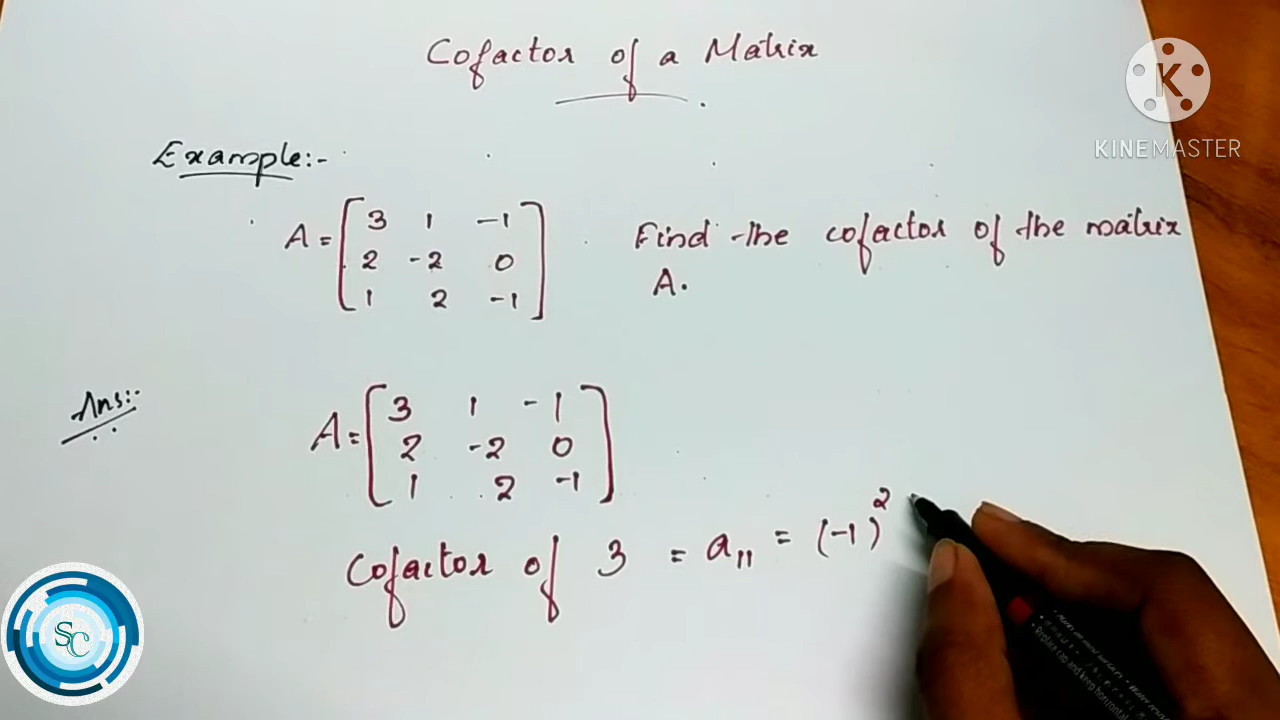 Cofactor of a Matrix
K
KINEMASTER
Example:-
A = [ 3 1 -1
2 -2 0
1 2 -1 ]
Find the cofactor of the matrix
A.
Ans:-
A = [ 3 1 -1
2 -2 0
1 2 -1 ]
Cofactor of 3 = a₁₁ = (-1)²
SC